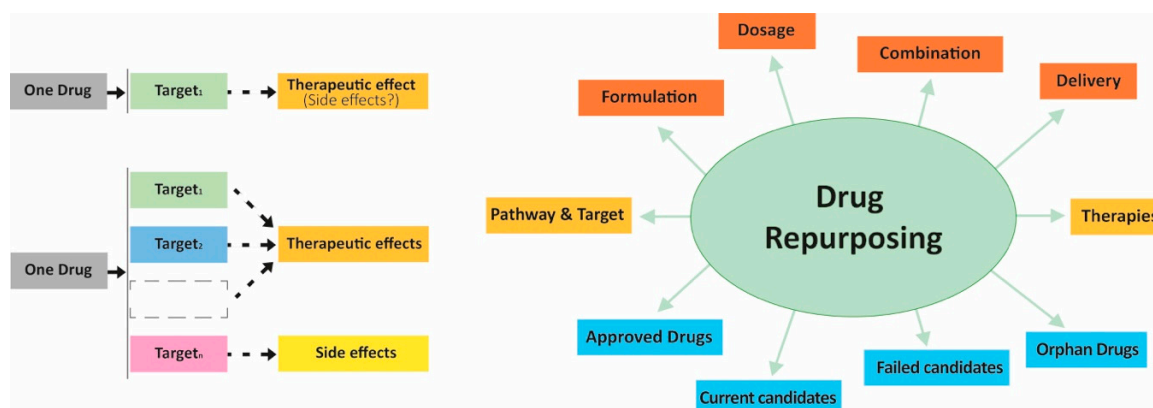 One Drug
Target₁
Therapeutic effect
(Side effects?)
One Drug
Target₁
Target₂
Therapeutic effects
Targetₙ
Side effects
Dosage
Combination
Formulation
Delivery
Pathway & Target
Drug
Repurposing
Therapies
Approved Drugs
Orphan Drugs
Failed candidates
Current candidates